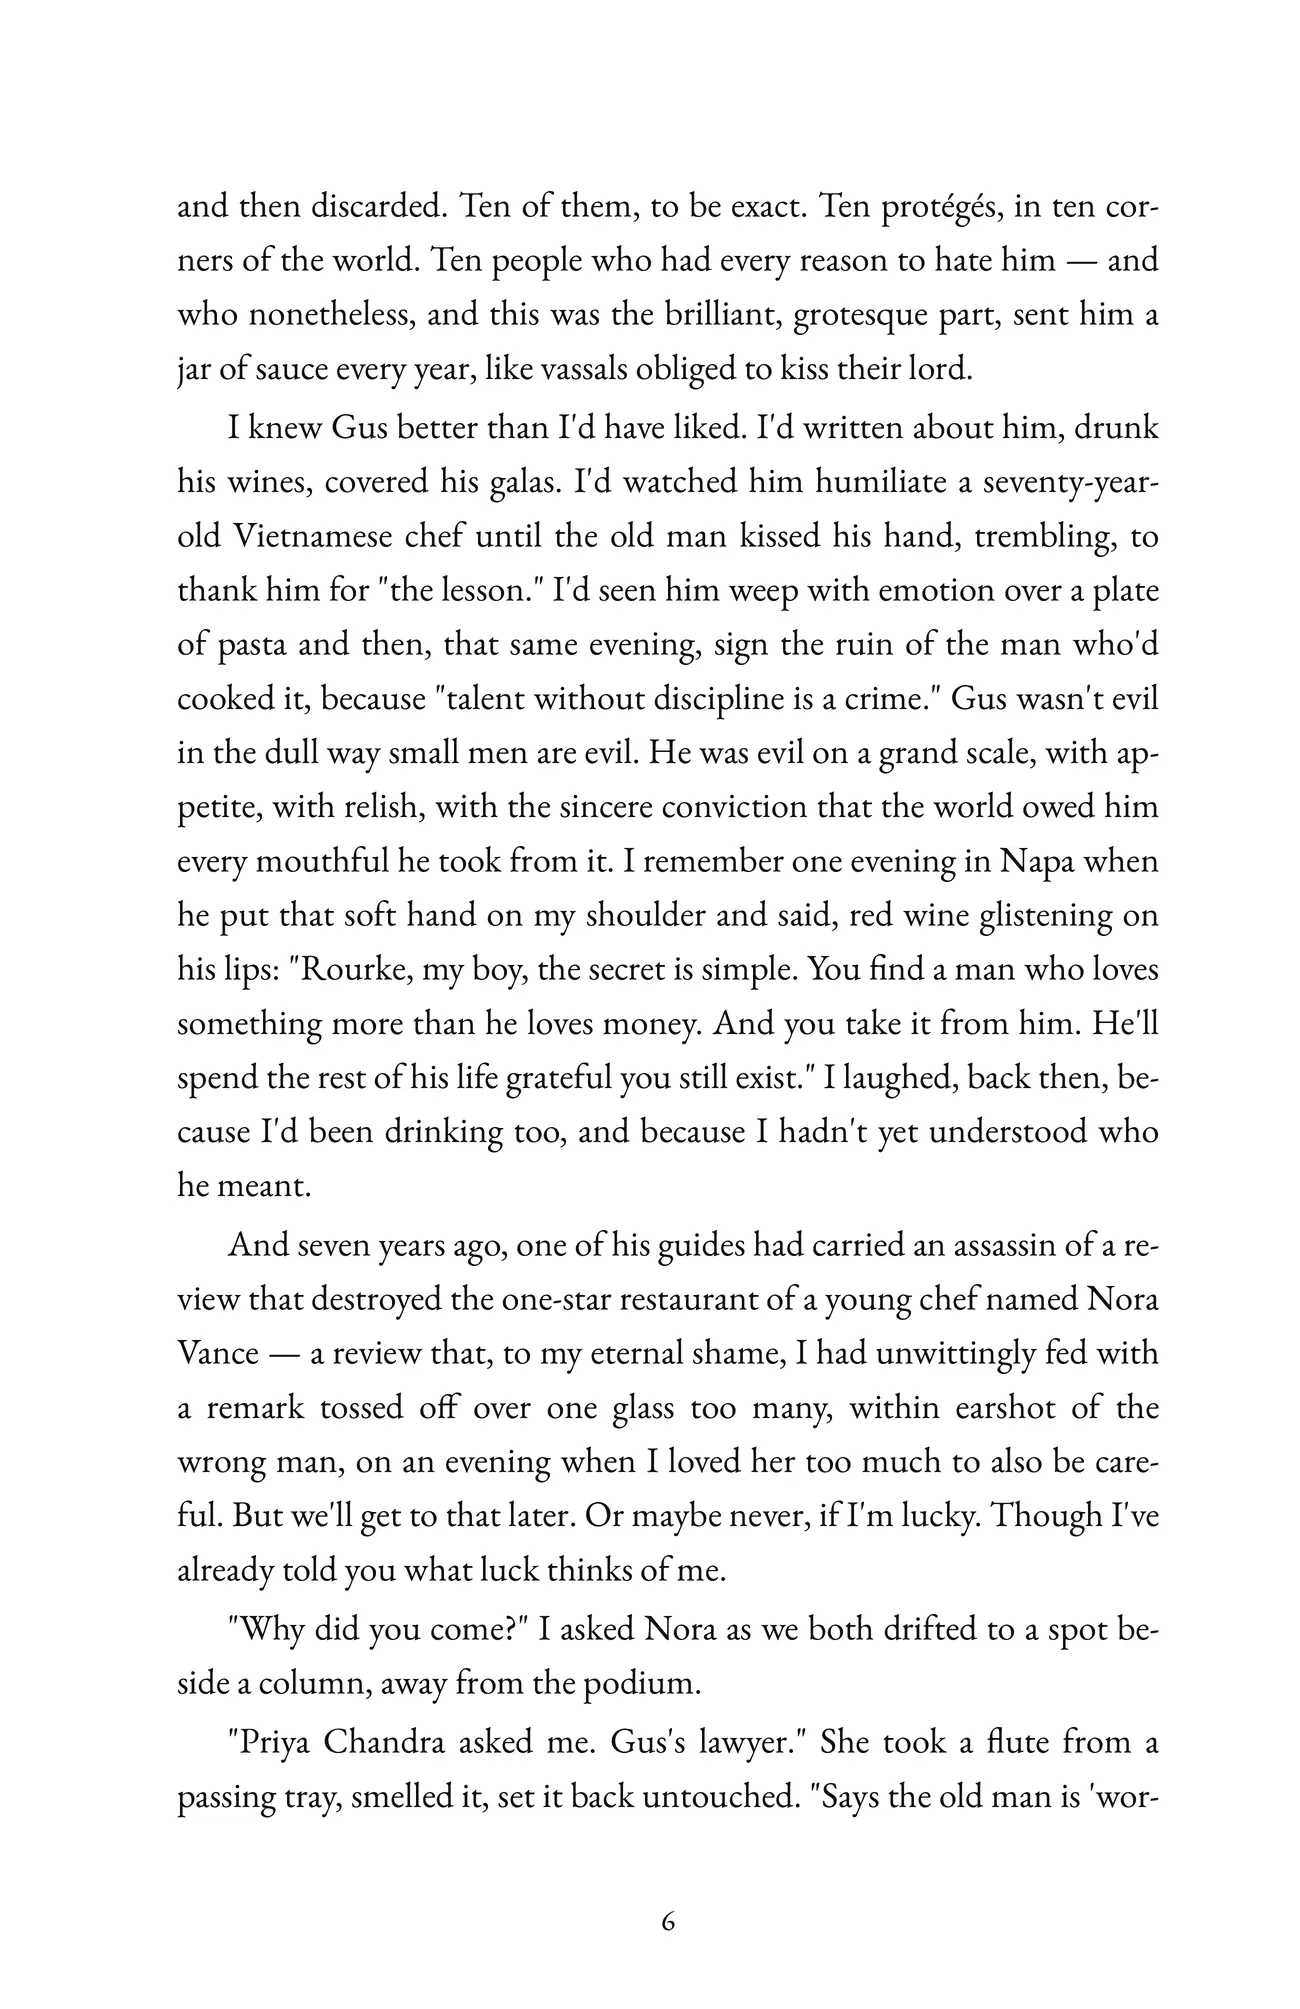 and then discarded. Ten of them, to be exact. Ten protégés, in ten cor-
ners of the world. Ten people who had every reason to hate him — and
who nonetheless, and this was the brilliant, grotesque part, sent him a
jar of sauce every year, like vassals obliged to kiss their lord.
I knew Gus better than I'd have liked. I'd written about him, drunk
his wines, covered his galas. I'd watched him humiliate a seventy-year-
old Vietnamese chef until the old man kissed his hand, trembling, to
thank him for "the lesson." I'd seen him weep with emotion over a plate
of pasta and then, that same evening, sign the ruin of the man who'd
cooked it, because "talent without discipline is a crime." Gus wasn't evil
in the dull way small men are evil. He was evil on a grand scale, with ap-
petite, with relish, with the sincere conviction that the world owed him
every mouthful he took from it. I remember one evening in Napa when
he put that soft hand on my shoulder and said, red wine glistening on
his lips: "Rourke, my boy, the secret is simple. You find a man who loves
something more than he loves money. And you take it from him. He'll
spend the rest of his life grateful you still exist." I laughed, back then, be-
cause I'd been drinking too, and because I hadn't yet understood who
he meant.
And seven years ago, one of his guides had carried an assassin of a re-
view that destroyed the one-star restaurant of a young chef named Nora
Vance — a review that, to my eternal shame, I had unwittingly fed with
a remark tossed off over one glass too many, within earshot of the
wrong man, on an evening when I loved her too much to also be care-
ful. But we'll get to that later. Or maybe never, if I'm lucky. Though I've
already told you what luck thinks of me.
"Why did you come?" I asked Nora as we both drifted to a spot be-
side a column, away from the podium.
"Priya Chandra asked me. Gus's lawyer." She took a flute from a
passing tray, smelled it, set it back untouched. "Says the old man is 'wor-
6